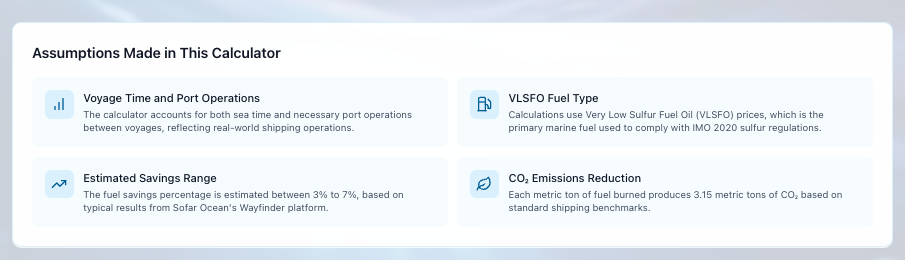 Assumptions Made in This Calculator
Voyage Time and Port Operations
The calculator accounts for both sea time and necessary port operations
between voyages, reflecting real-world shipping operations.
VLSFO Fuel Type
Calculations use Very Low Sulfur Fuel Oil (VLSFO) prices, which is the
primary marine fuel used to comply with IMO 2020 sulfur regulations.
Estimated Savings Range
The fuel savings percentage is estimated between 3% to 7%, based on
typical results from Sofar Ocean's Wayfinder platform.
CO₂ Emissions Reduction
Each metric ton of fuel burned produces 3.15 metric tons of CO₂ based on
standard shipping benchmarks.